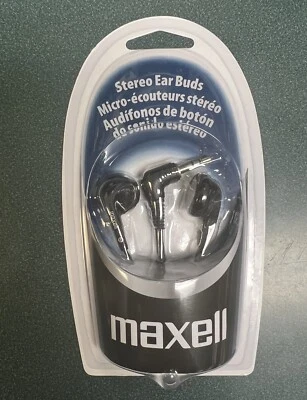 Stereo Ear Buds
Micro-écouteurs stéréo
Audífonos de botón
de sonido estéreo
maxell